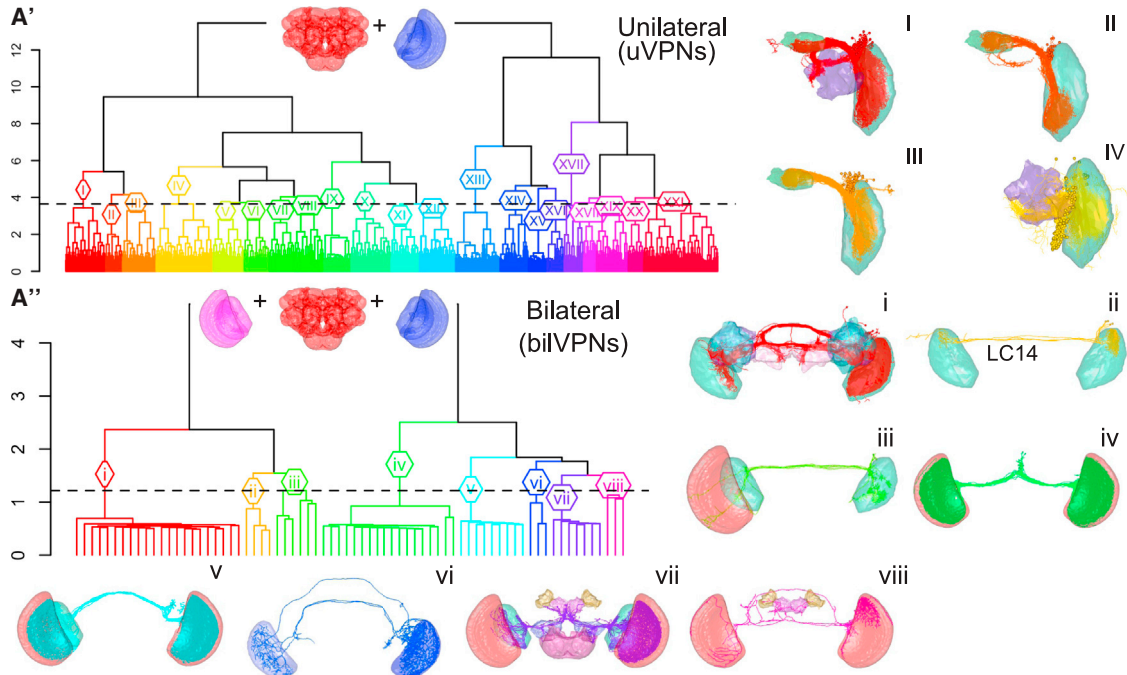 A'
+
Unilateral
(uVPNs)
12
10
8
6
4
2
0
I
II
III
IV
V
VI
VII
VIII
IX
X
XI
XII
XIII
XIV
XV
XVI
XVII
XVII
XIX
XX
XXI
I
II
III
IV
A''
+
+
Bilateral
(bilVPNs)
4
3
2
1
0
i
ii
iii
iv
v
vi
vii
viii
i
ii
LC14
iii
iv
v
vi
vii
viii